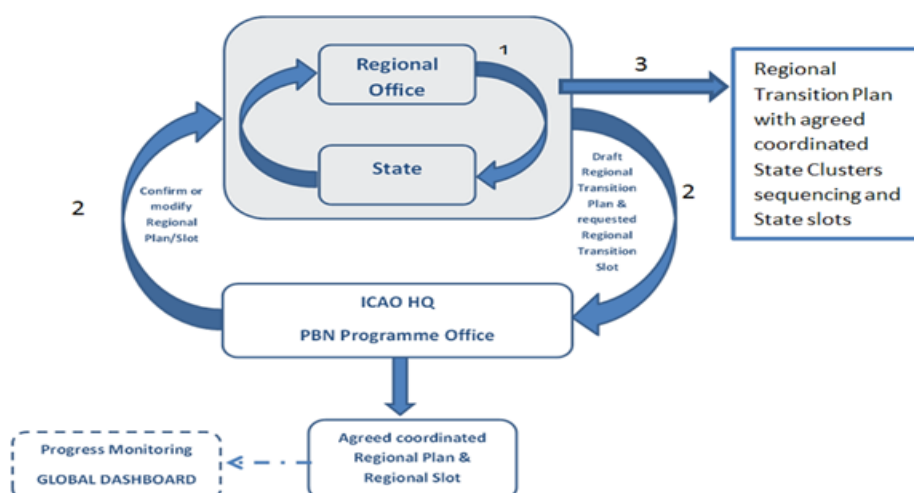 1
Regional
Office
State
3
Regional
Transition Plan
with agreed
coordinated
State Clusters
sequencing and
State slots
2
Confirm or
modify
Regional
Plan/Slot
Draft
Regional
Transition
Plan &
requested
Regional
Transition
Slot
2
ICAO HQ
PBN Programme Office
Agreed coordinated
Regional Plan &
Regional Slot
Progress Monitoring
GLOBAL DASHBOARD